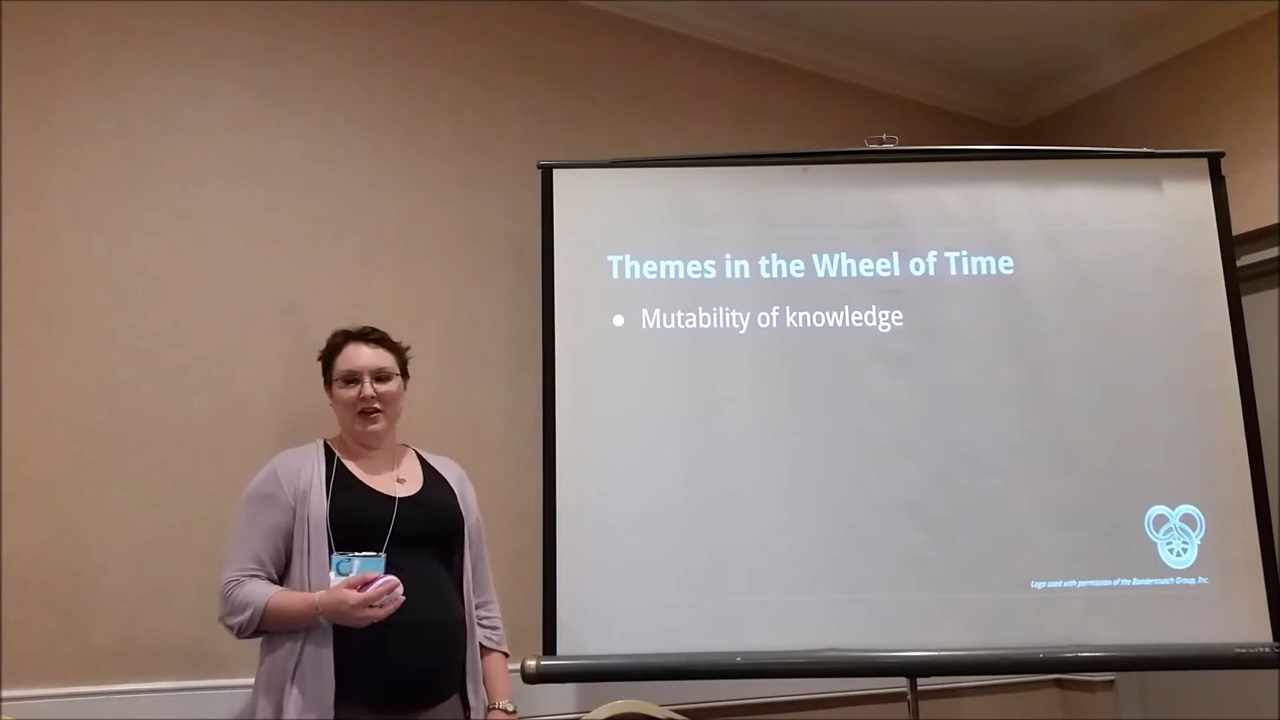 Themes in the Wheel of Time
● Mutability of knowledge
Logo used with permission of the Bandersnatch Group, Inc.